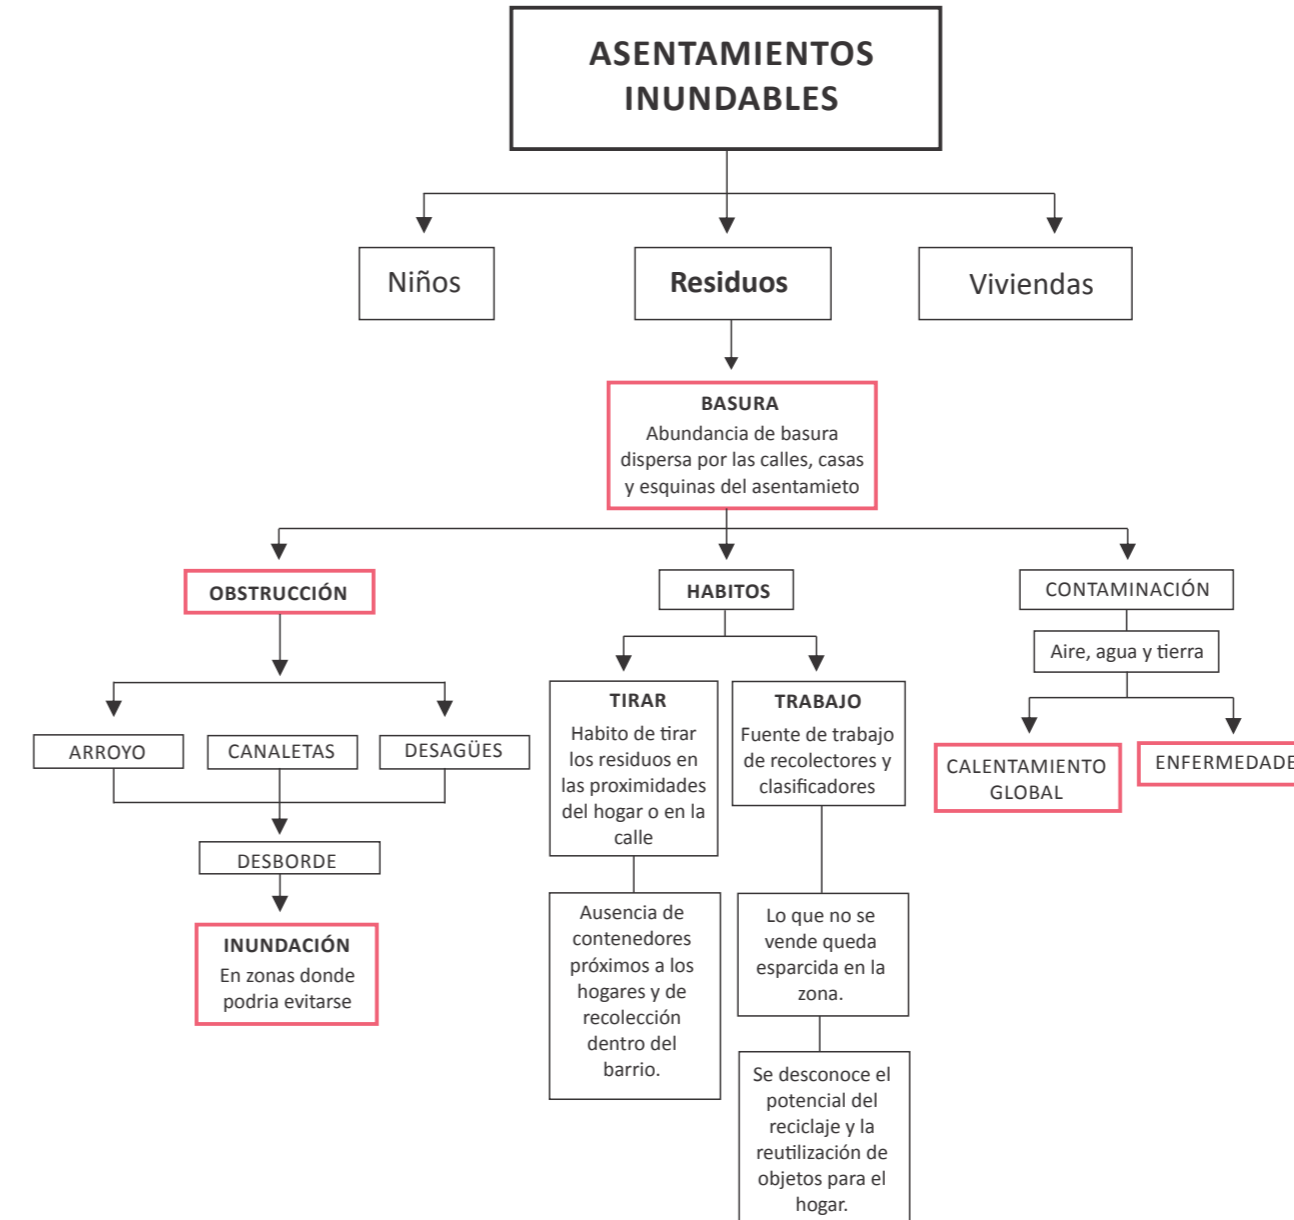 ASENTAMIENTOS
INUNDABLES
Niños
Residuos
Viviendas
BASURA
Abundancia de basura
dispersa por las calles, casas
y esquinas del asentamieto
OBSTRUCCIÓN
HABITOS
CONTAMINACIÓN
Aire, agua y tierra
ARROYO
CANALETAS
DESAGÜES
DESBORDE
INUNDACIÓN
En zonas donde
podria evitarse
TIRAR
Habito de tirar
los residuos en
las proximidades
del hogar o en la
calle
Ausencia de
contenedores
próximos a los
hogares y de
recolección
dentro del
barrio.
TRABAJO
Fuente de trabajo
de recolectores y
clasificadores
Lo que no se
vende queda
esparcida en la
zona.
Se desconoce el
potencial del
reciclaje y la
reutilización de
objetos para el
hogar.
CALENTAMIENTO
GLOBAL
ENFERMEDADE